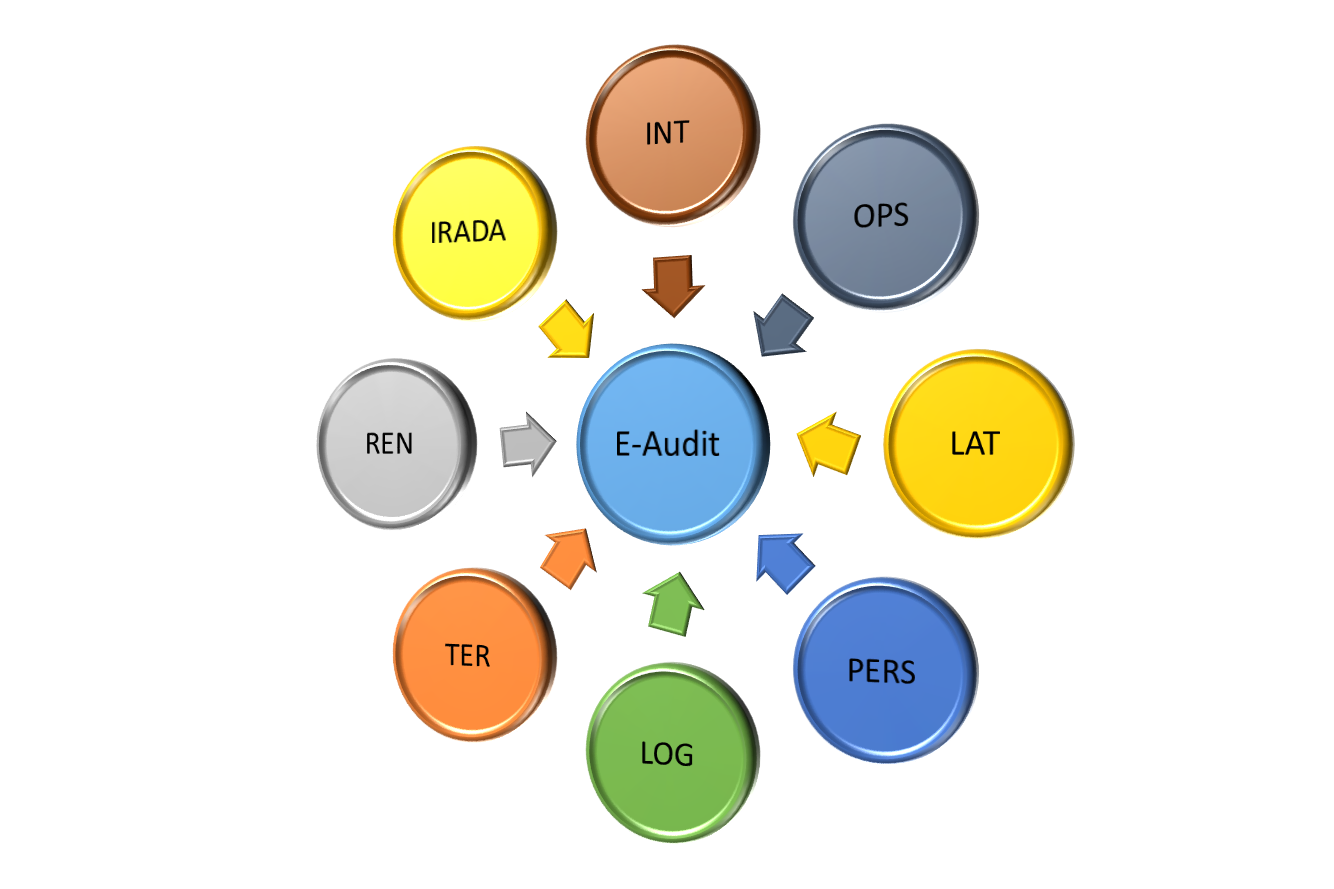 INT
OPS
LAT
PERS
LOG
TER
REN
IRADA
E-Audit